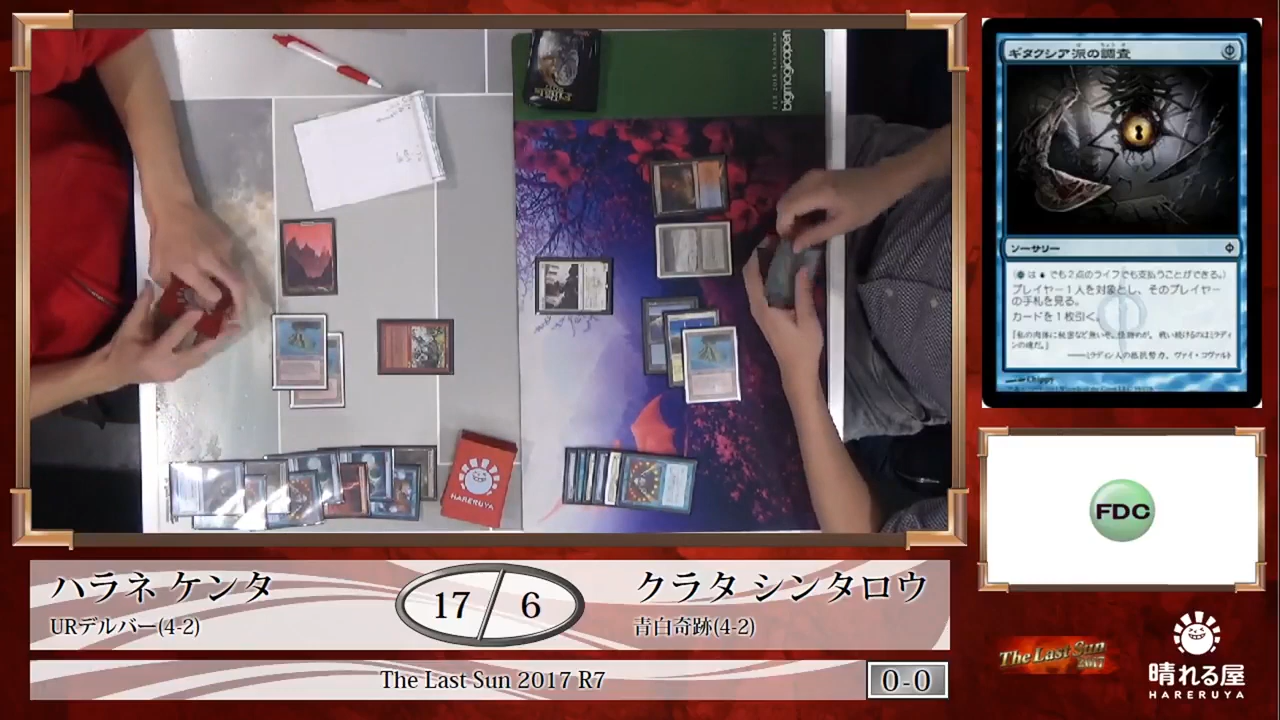 bigmagicopen
HARERUYA
ギタクシア派の調査
ソーサリー
(
は
でも2点のライフでも支払うことができる。)
プレイヤー1人を対象とし、そのプレイヤー
の手札を見る。
カードを1枚引く。
Chippy
FDC
ハラネ ケンタ
URデルバー(4-2)
17 / 6
クラタ シンタロウ
青白奇跡(4-2)
The Last Sun 2017 R7
0-0
The Last Sun
2017
晴れる屋
HARERUYA